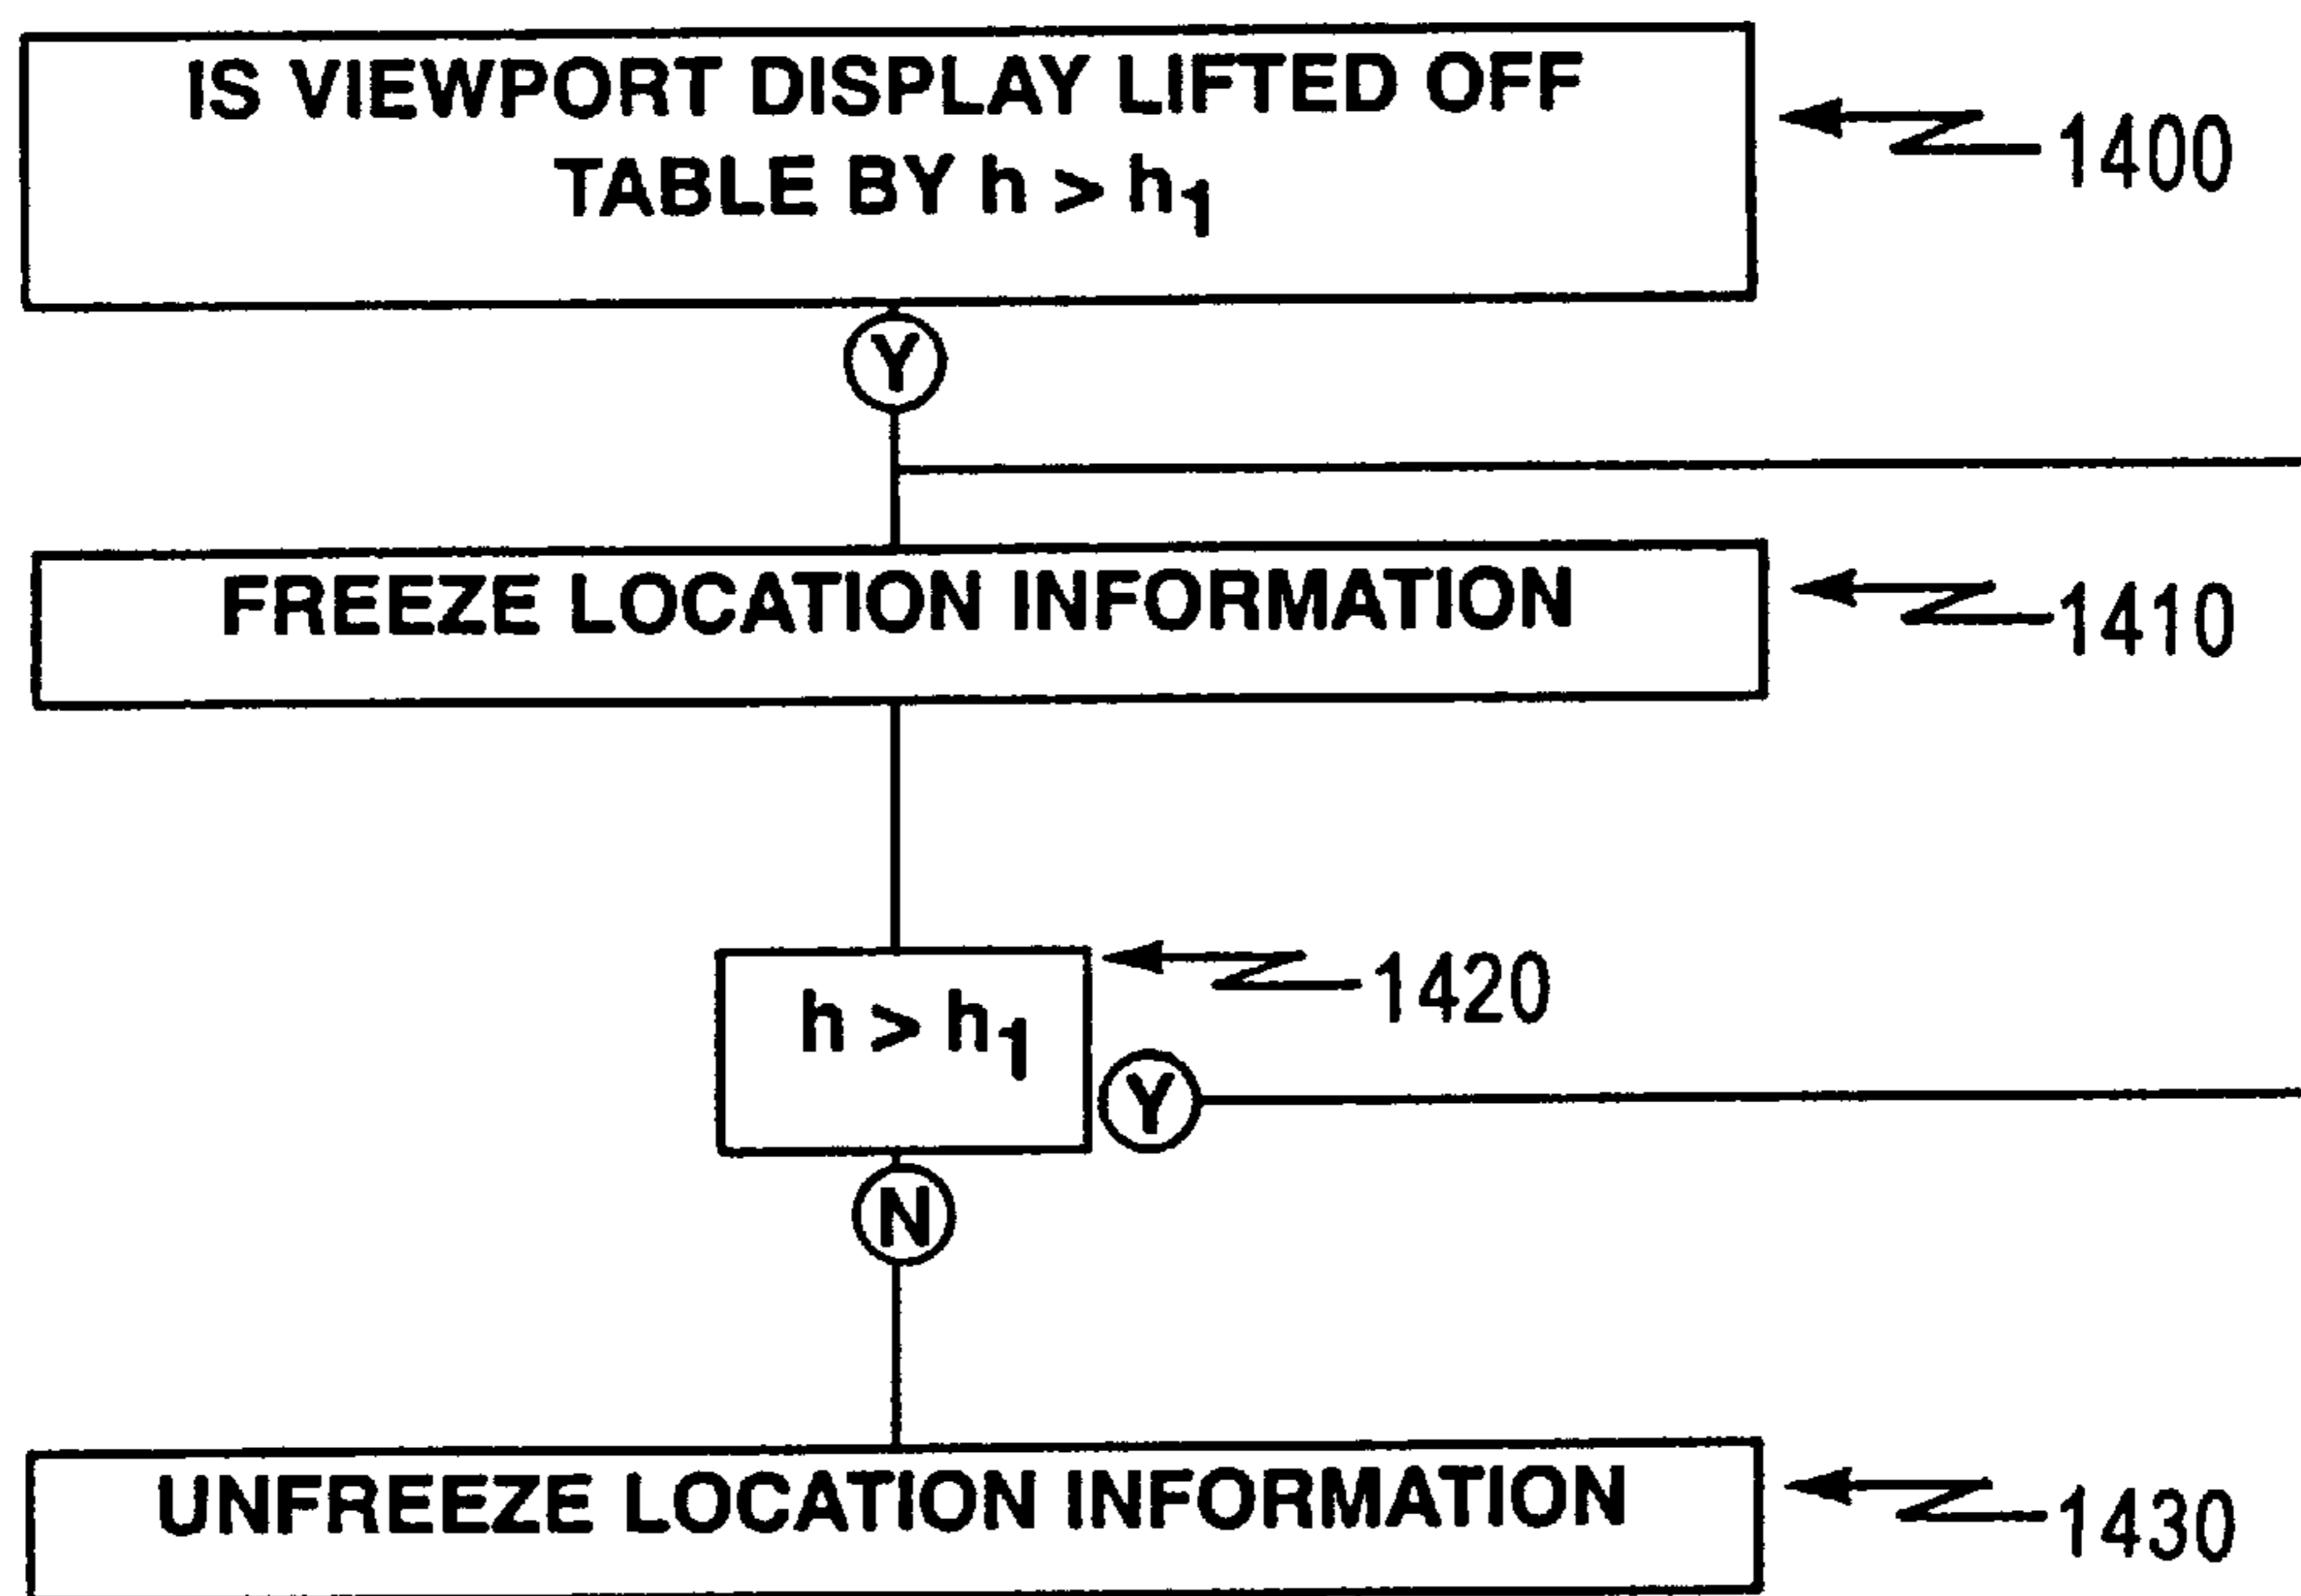 IS VIEWPORT DISPLAY LIFTED OFF
TABLE BY h > h₁
1400
Y
FREEZE LOCATION INFORMATION
1410
h > h₁
1420
Y
N
UNFREEZE LOCATION INFORMATION
1430